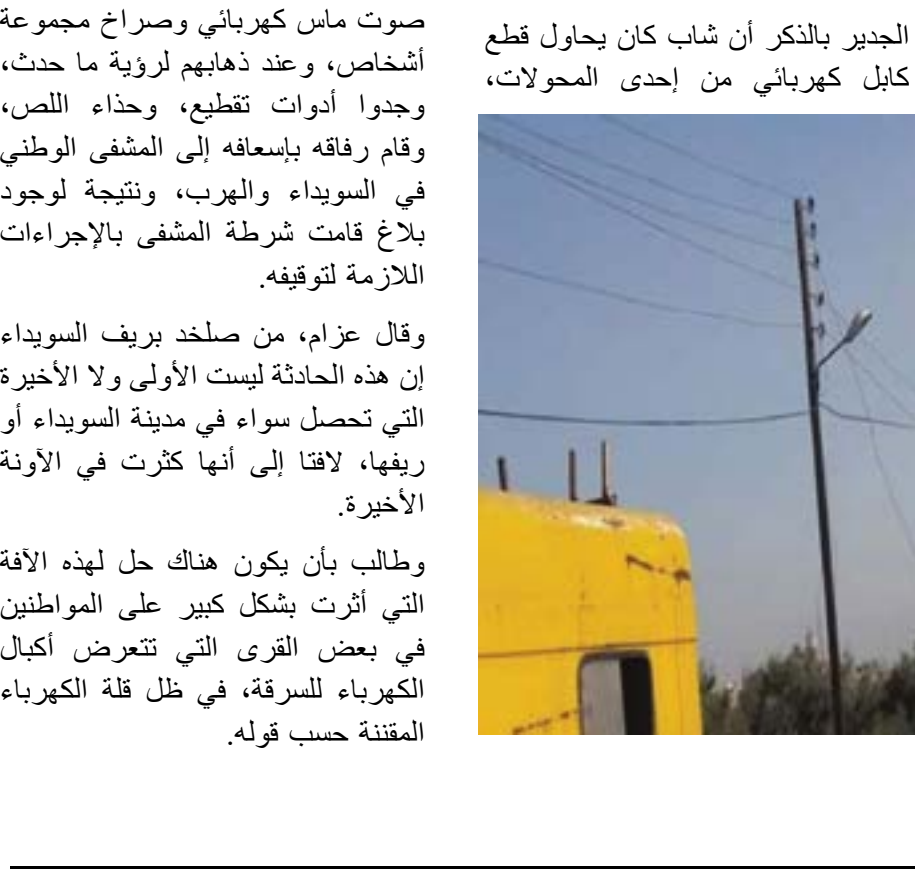 الجدير بالذكر أن شاب كان يحاول قطع
كابل كهربائي من إحدى المحولات،
صوت ماس كهربائي وصراخ مجموعة
أشخاص، وعند ذهابهم لرؤية ما حدث،
وجدوا أدوات تقطيع، وحذاء اللص،
وقام رفاقه بإسعافه إلى المشفى الوطني
في السويداء والهرب، ونتيجة لوجود
بلاغ قامت شرطة المشفى بالإجراءات
اللازمة لتوقيفه.
وقال عزام، من صلخد بريف السويداء
إن هذه الحادثة ليست الأولى ولا الأخيرة
التي تحصل سواء في مدينة السويداء أو
ريفها، لافتا إلى أنها كثرت في الآونة
الأخيرة.
وطالب بأن يكون هناك حل لهذه الآفة
التي أثرت بشكل كبير على المواطنين
في بعض القرى التي تتعرض أكبال
الكهرباء للسرقة، في ظل قلة الكهرباء
المقننة حسب قوله.